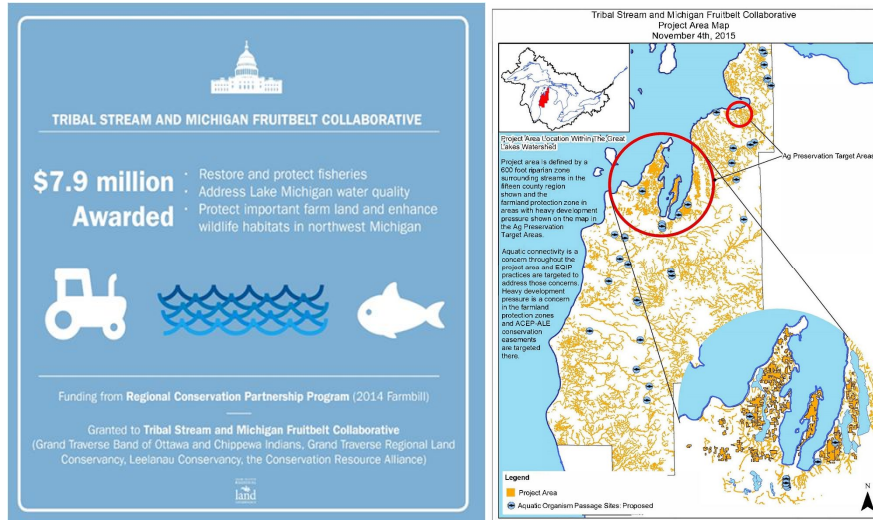 TRIBAL STREAM AND MICHIGAN FRUITBELT COLLABORATIVE
$7.9 million
Awarded
· Restore and protect fisheries
· Address Lake Michigan water quality
· Protect important farm land and enhance
wildlife habitats in northwest Michigan
Funding from Regional Conservation Partnership Program (2014 Farmbill)
Granted to Tribal Stream and Michigan Fruitbelt Collaborative
(Grand Traverse Band of Ottawa and Chippewa Indians, Grand Traverse Regional Land
Conservancy, Leelanau Conservancy, the Conservation Resource Alliance)
land
Tribal Stream and Michigan Fruitbelt Collaborative
Project Area Map
November 4th, 2015
Project Area Location Within The Great
Lakes Watershed
Project area is defined by a
600 foot riparian zone
surrounding streams in the
fifteen county region
shown and the
farmland protection zone in
areas with heavy development
pressure shown on the map in
the Ag Preservation
Target Areas.
Aquatic connectivity is a
concern throughout the
project area and EQIP
practices are targeted to
address those concerns.
Heavy development
pressure is a concern
in the farmland
protection zones
and ACEP-ALE
conservation
easements
are targeted
there.
Ag Preservation Target Areas
Legend
Project Area
Aquatic Organism Passage Sites: Proposed
N